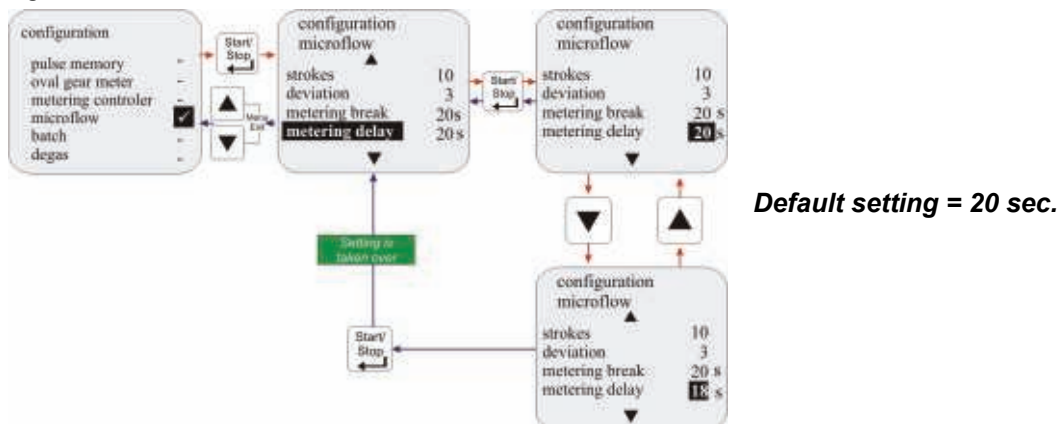 configuration
pulse memory -
oval gear meter -
metering controler -
microflow ✓
batch -
degas -
Start/
Stop
Menu
Exit
configuration
microflow
▲
strokes 10
deviation 3
metering break 20s
metering delay 20s
▼
Start/
Stop
configuration
microflow
strokes 10
deviation 3
metering break 20 s
metering delay 20 s
▼
▼
▲
Default setting = 20 sec.
Setting is
taken over
Start/
Stop
configuration
microflow
▲
strokes 10
deviation 3
metering break 20 s
metering delay 18 s
▼